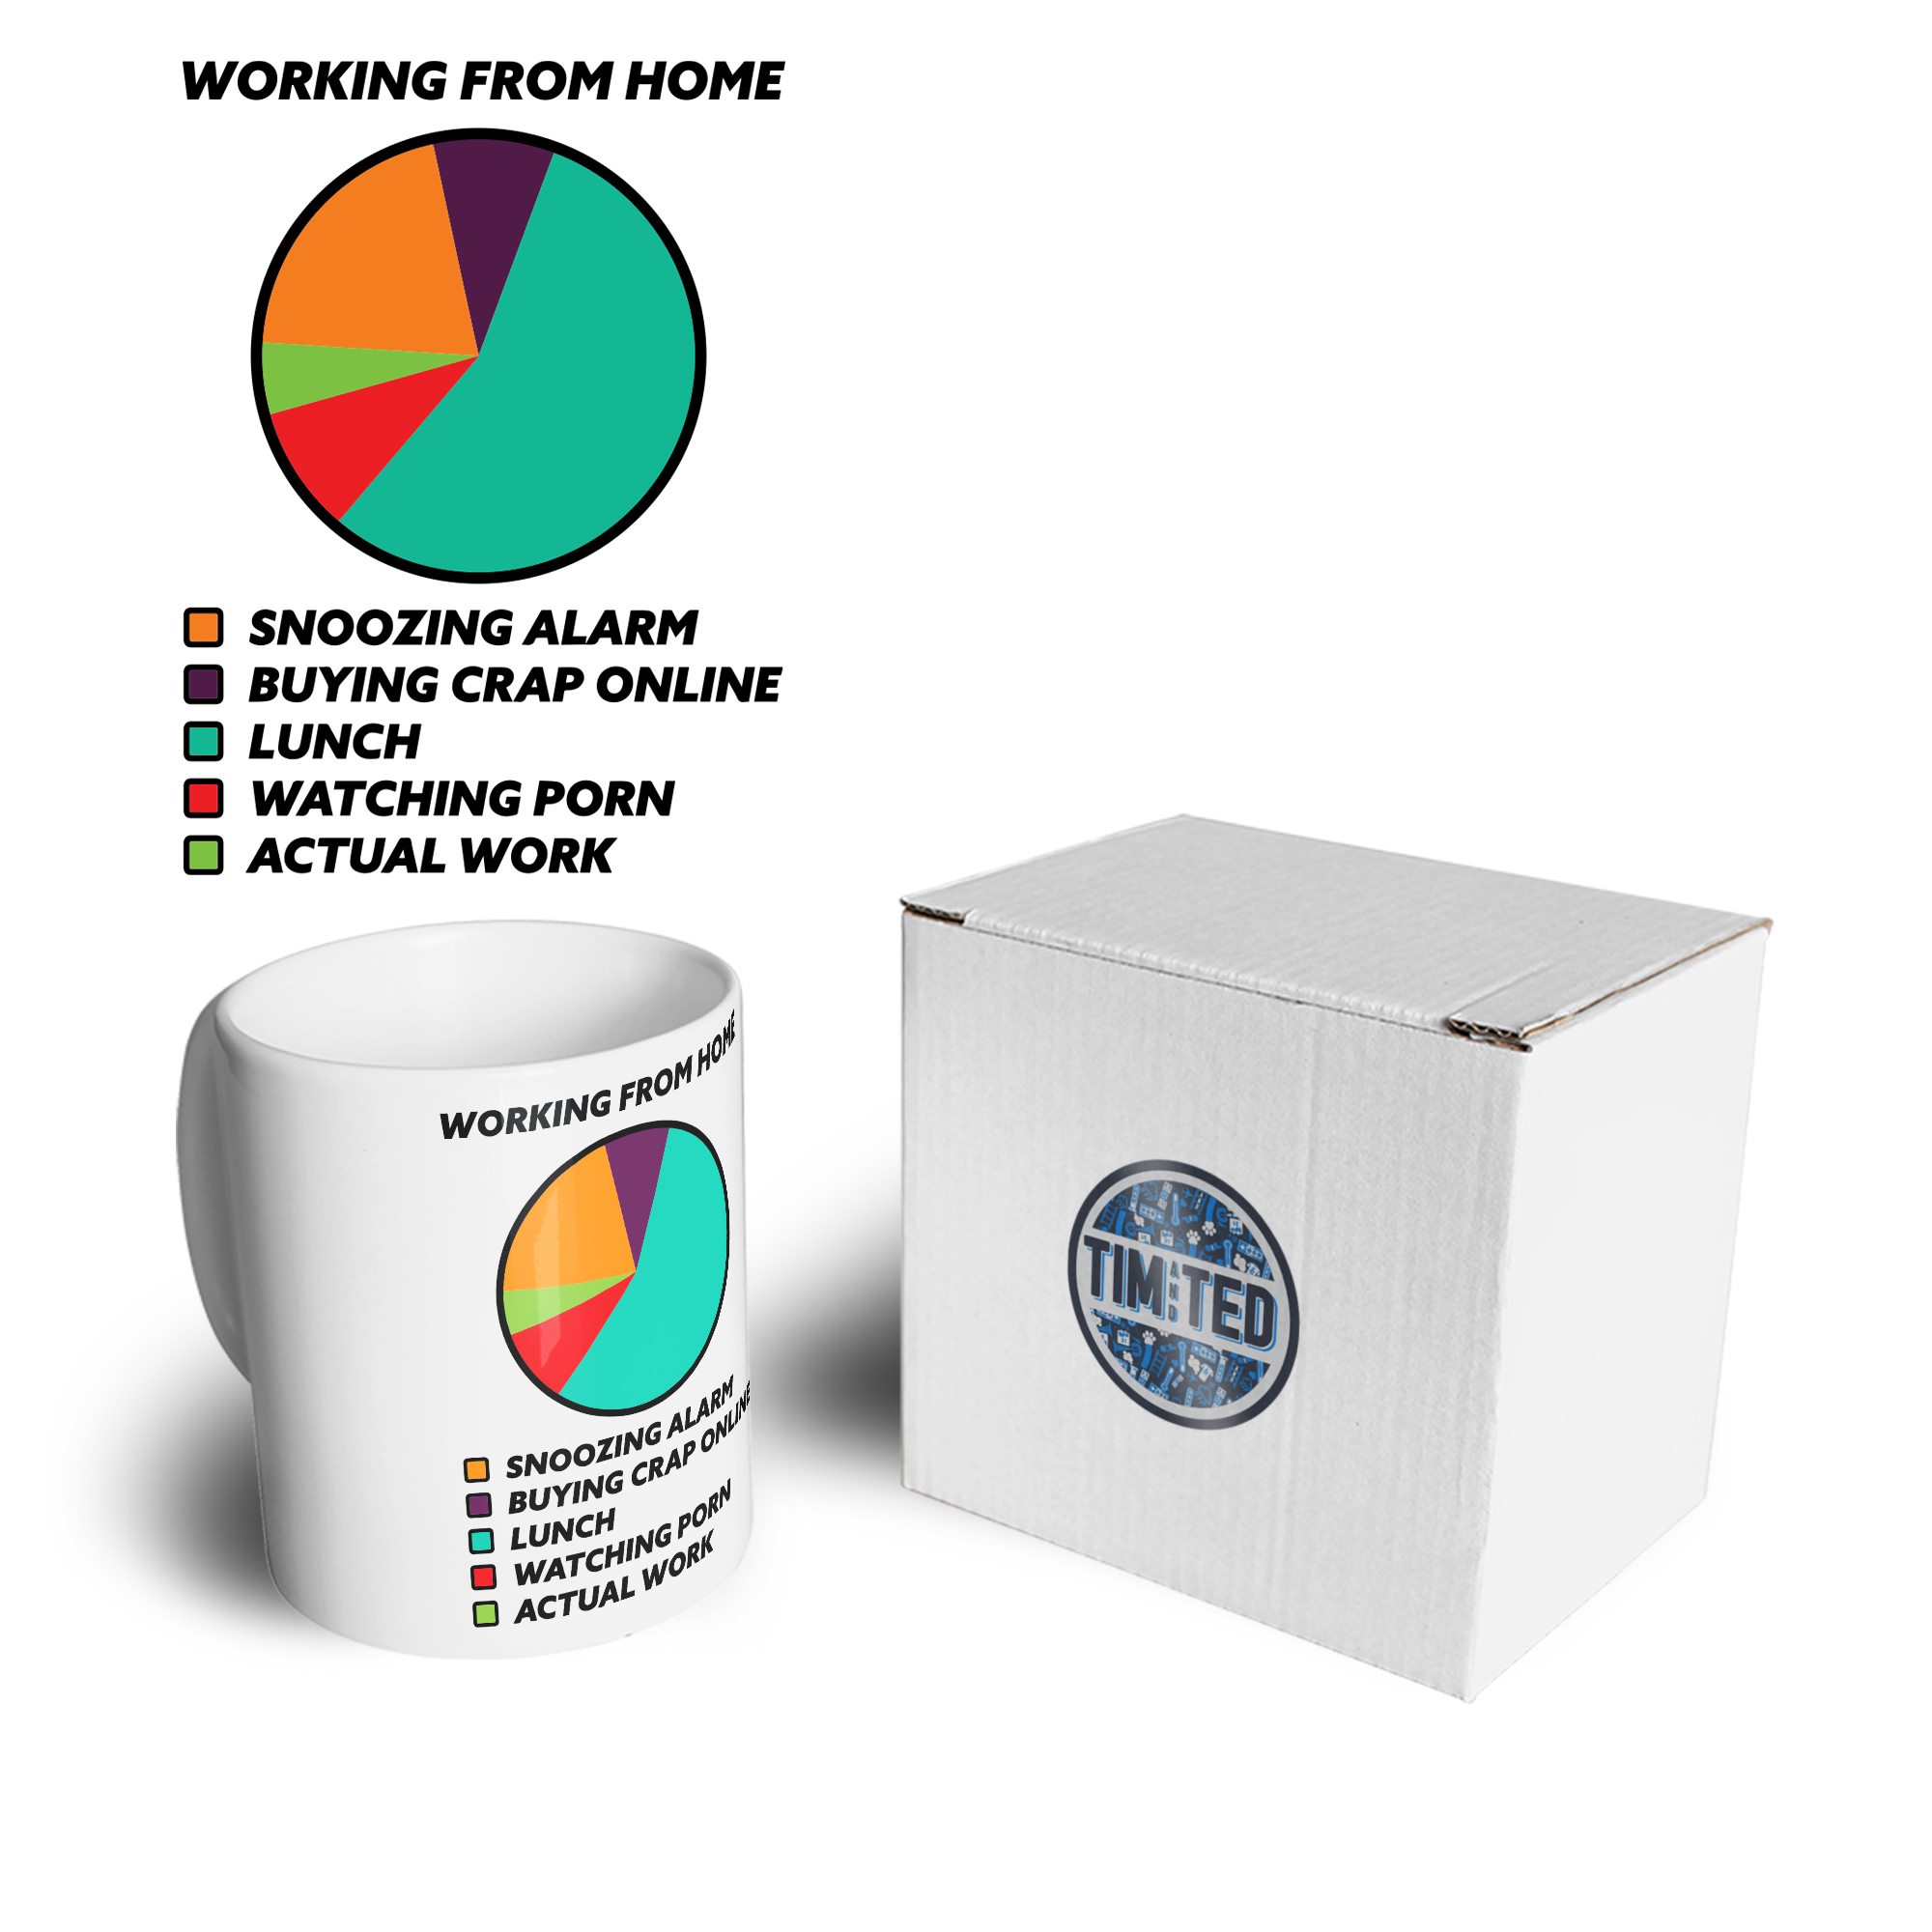 WORKING FROM HOME
SNOOZING ALARM
BUYING CRAP ONLINE
LUNCH
WATCHING PORN
ACTUAL WORK
WORKING FROM HOME
SNOOZING ALARM
BUYING CRAP ONLINE
LUNCH
WATCHING PORN
ACTUAL WORK
TIM AND TED